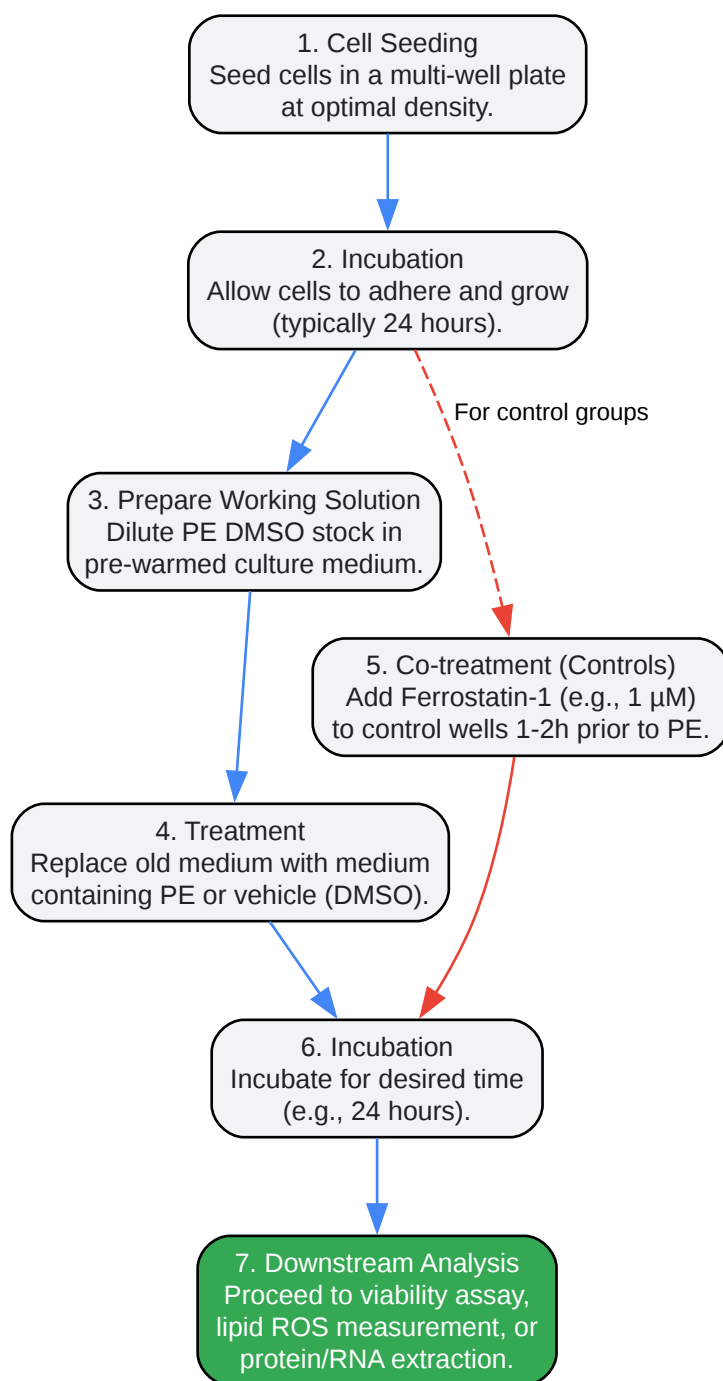 1. Cell Seeding
Seed cells in a multi-well plate
at optimal density.
2. Incubation
Allow cells to adhere and grow
(typically 24 hours).
For control groups
3. Prepare Working Solution
Dilute PE DMSO stock in
pre-warmed culture medium.
5. Co-treatment (Controls)
Add Ferrostatin-1 (e.g., 1 µM)
to control wells 1-2h prior to PE.
4. Treatment
Replace old medium with medium
containing PE or vehicle (DMSO).
6. Incubation
Incubate for desired time
(e.g., 24 hours).
7. Downstream Analysis
Proceed to viability assay,
lipid ROS measurement, or
protein/RNA extraction.